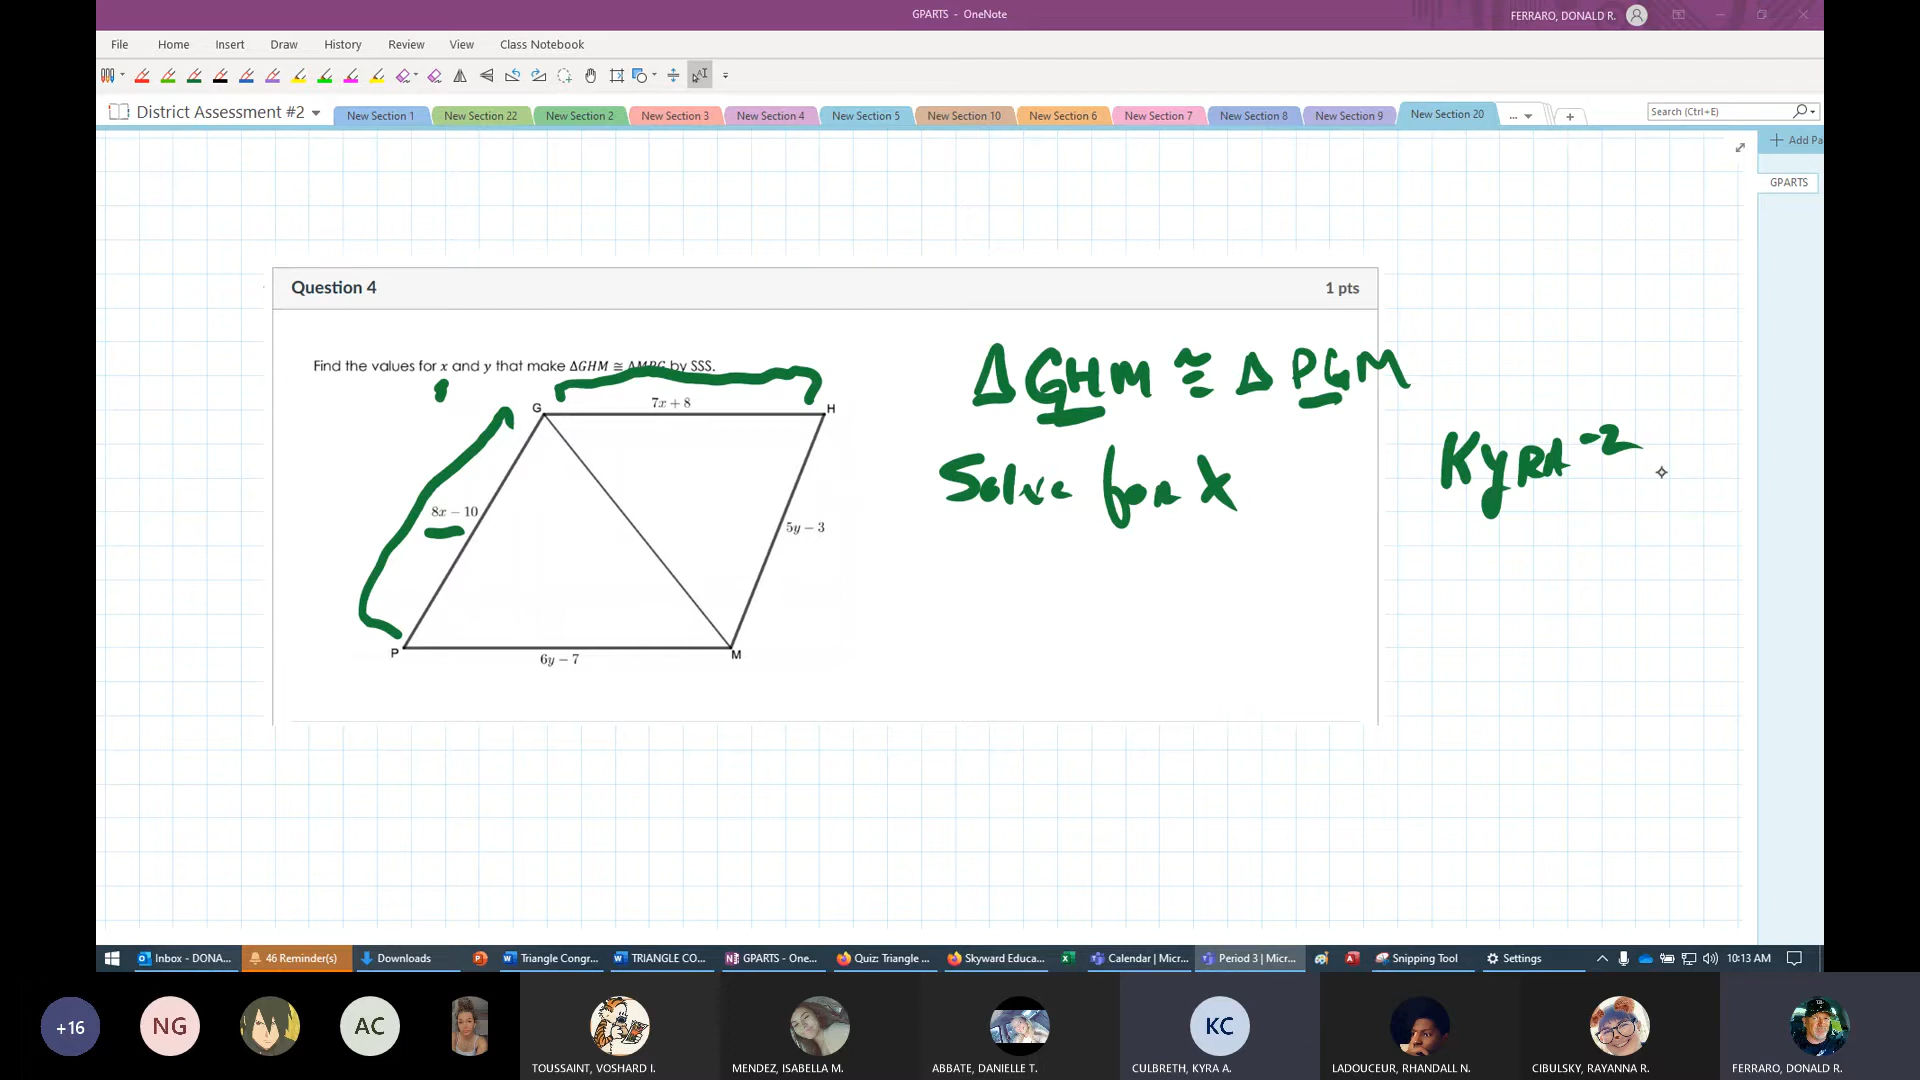 GPARTS - OneNote
FERRARO, DONALD R.
File Home Insert Draw History Review View Class Notebook
District Assessment #2
New Section 1 New Section 22 New Section 2 New Section 3 New Section 4 New Section 5 New Section 10 New Section 6 New Section 7 New Section 8 New Section 9 New Section 20 ...
Search (Ctrl+E)
Add Pa
GPARTS
Question 4
1 pts
Find the values for x and y that make ΔGHM ≅ ΔMPG by SSS.
ΔGHM ≅ ΔPGM
Solve for X
KyRA -2
G
7x + 8
H
8x − 10
5y − 3
P
6y − 7
M
Inbox - DONA... 46 Reminder(s) Downloads Triangle Congr... TRIANGLE CO... GPARTS - One... Quiz: Triangle ... Skyward Educa... Calendar | Micr... Period 3 | Micr... Snipping Tool Settings 10:13 AM
+16
NG
AC
KC
TOUSSAINT, VOSHARD I.
MENDEZ, ISABELLA M.
ABBATE, DANIELLE T.
CULBRETH, KYRA A.
LADOUCEUR, RHANDALL N.
CIBULSKY, RAYANNA R.
FERRARO, DONALD R.